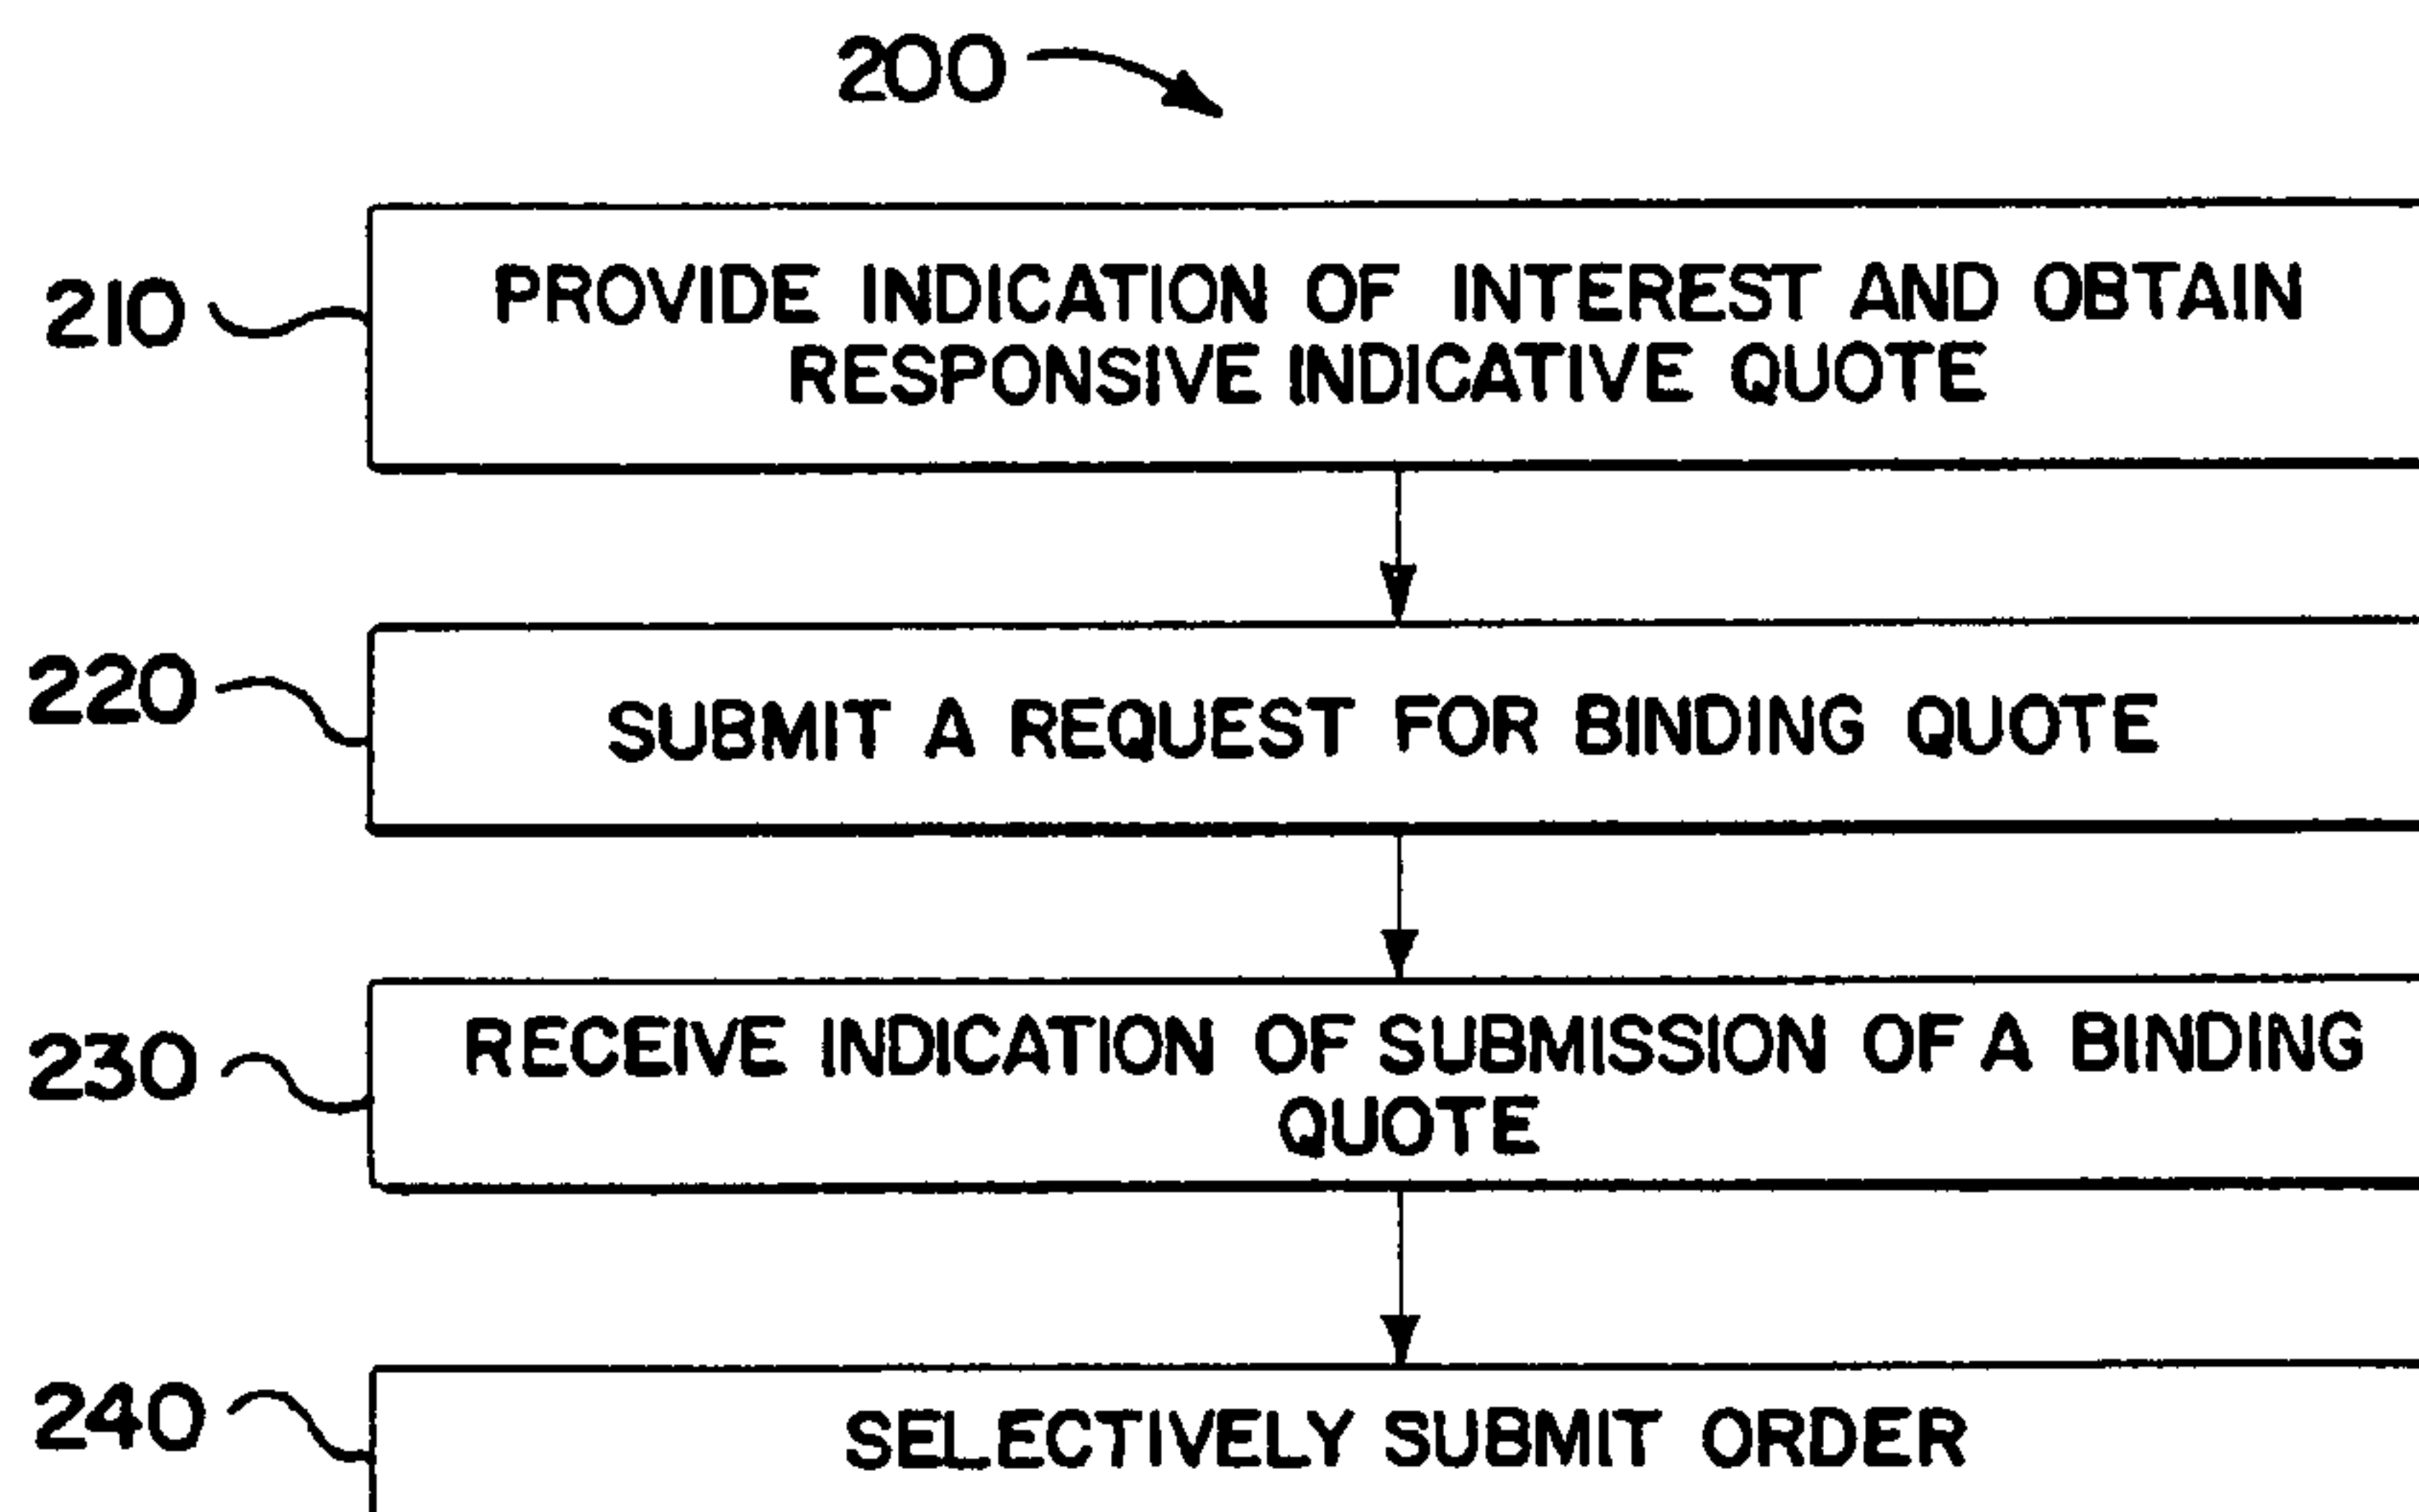 200
210
PROVIDE INDICATION OF INTEREST AND OBTAIN
RESPONSIVE INDICATIVE QUOTE
220
SUBMIT A REQUEST FOR BINDING QUOTE
230
RECEIVE INDICATION OF SUBMISSION OF A BINDING
QUOTE
240
SELECTIVELY SUBMIT ORDER